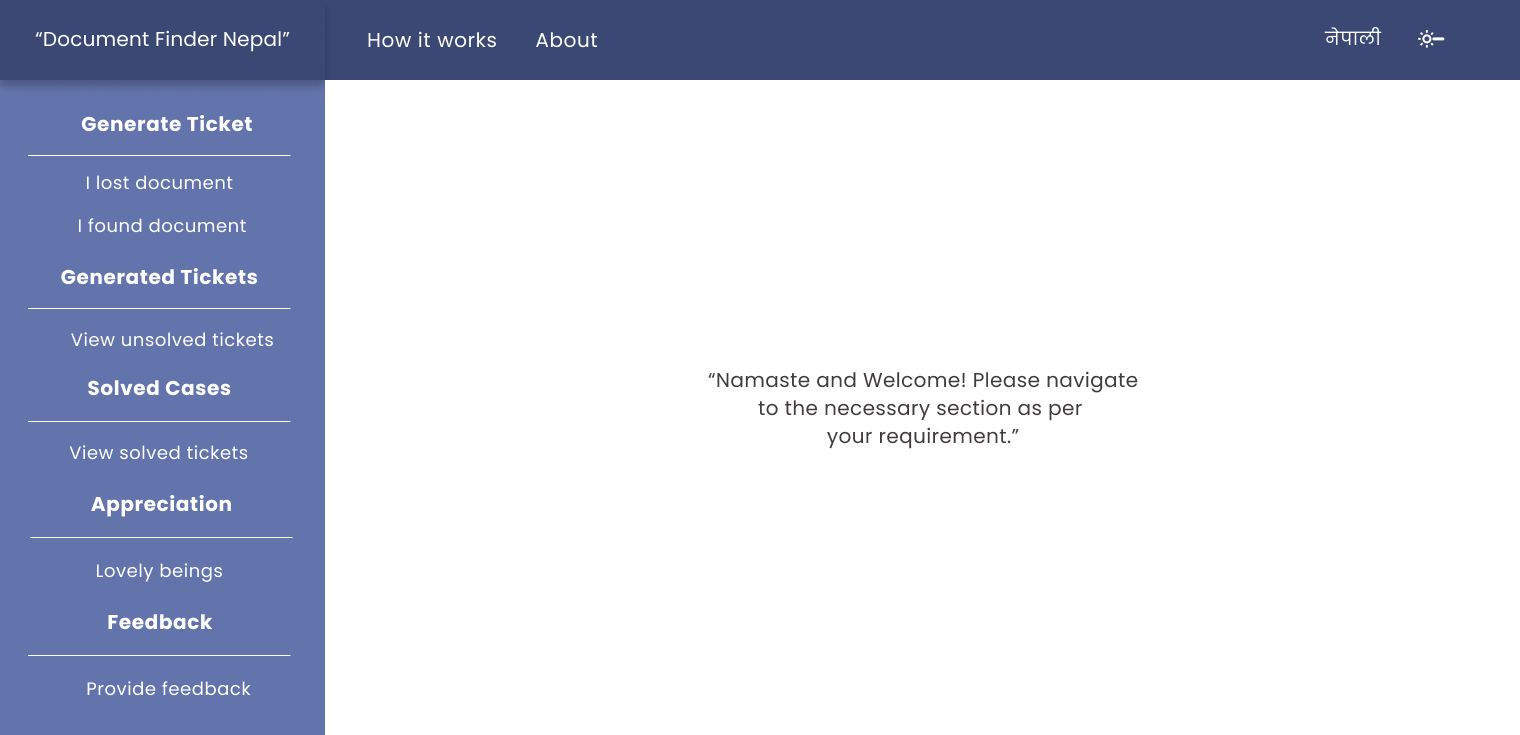 “Document Finder Nepal”
How it works
About
नेपाली
Generate Ticket
I lost document
I found document
Generated Tickets
View unsolved tickets
Solved Cases
View solved tickets
Appreciation
Lovely beings
Feedback
Provide feedback
“Namaste and Welcome! Please navigate
to the necessary section as per
your requirement.”